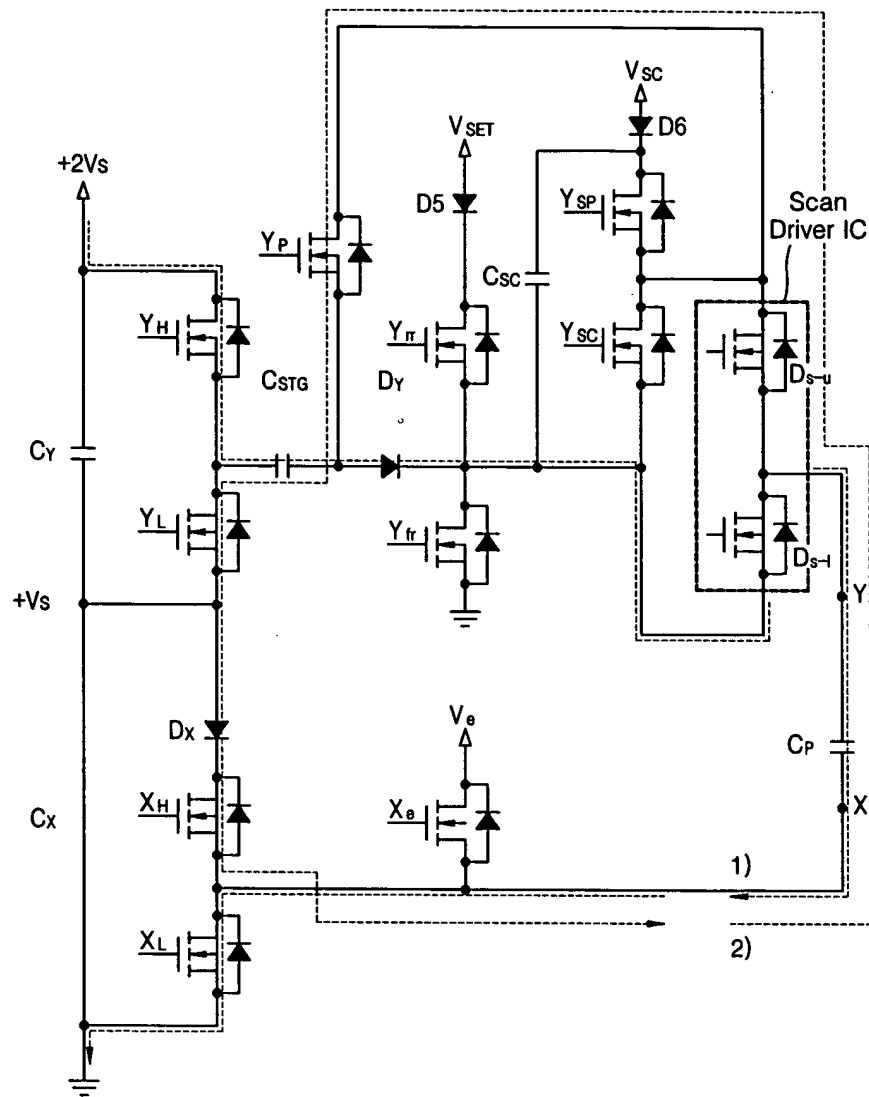 VSC
D6
VSET
+2VS
D5
YSP
Scan
Driver IC
YP
CSC
YH
Yrr
YSC
CSTG
DY
Ds-u
CY
YL
Yfr
Ds-l
+VS
Y
DX
Ve
CP
XH
Xe
X
CX
1)
XL
2)